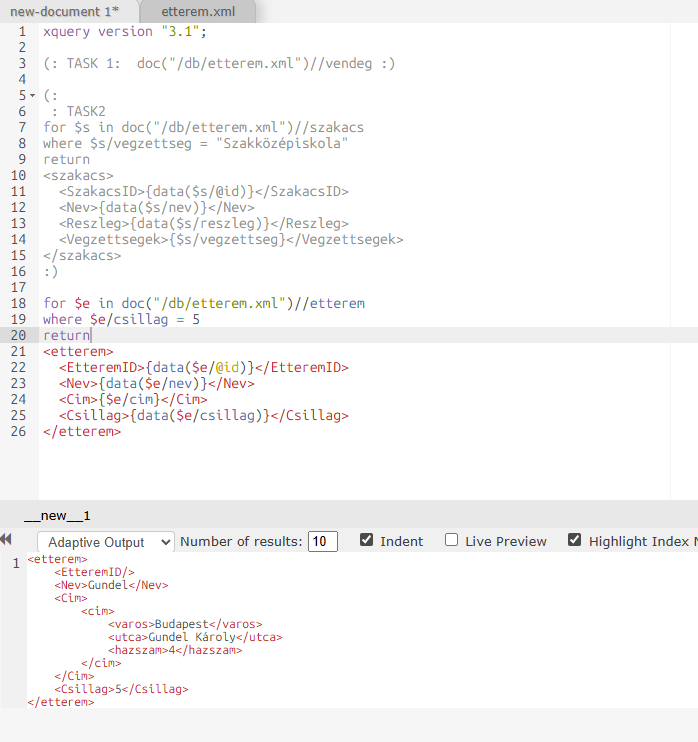 new-document 1*
etterem.xml
1 xquery version "3.1";
2
3 (: TASK 1:  doc("/db/etterem.xml")//vendeg :)
4
5 (:
6  : TASK2
7 for $s in doc("/db/etterem.xml")//szakacs
8 where $s/vegzettseg = "Szakközépiskola"
9 return
10 <szakacs>
11   <SzakacsID>{data($s/@id)}</SzakacsID>
12   <Nev>{data($s/nev)}</Nev>
13   <Reszleg>{data($s/reszleg)}</Reszleg>
14   <Vegzettsegek>{$s/vegzettseg}</Vegzettsegek>
15 </szakacs>
16 :)
17
18 for $e in doc("/db/etterem.xml")//etterem
19 where $e/csillag = 5
20 return
21 <etterem>
22   <EtteremID>{data($e/@id)}</EtteremID>
23   <Nev>{data($e/nev)}</Nev>
24   <Cim>{$e/cim}</Cim>
25   <Csillag>{data($e/csillag)}</Csillag>
26 </etterem>
__new__1
Adaptive Output Number of results: 10 Indent Live Preview Highlight Index
1 <etterem>
    <EtteremID/>
    <Nev>Gundel</Nev>
    <Cim>
        <cim>
            <varos>Budapest</varos>
            <utca>Gundel Károly</utca>
            <hazszam>4</hazszam>
        </cim>
    </Cim>
    <Csillag>5</Csillag>
</etterem>